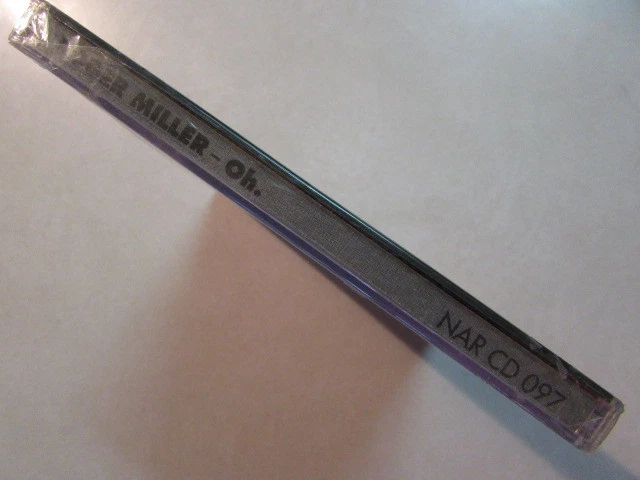 MILLER – Oh.
NAR CD 097